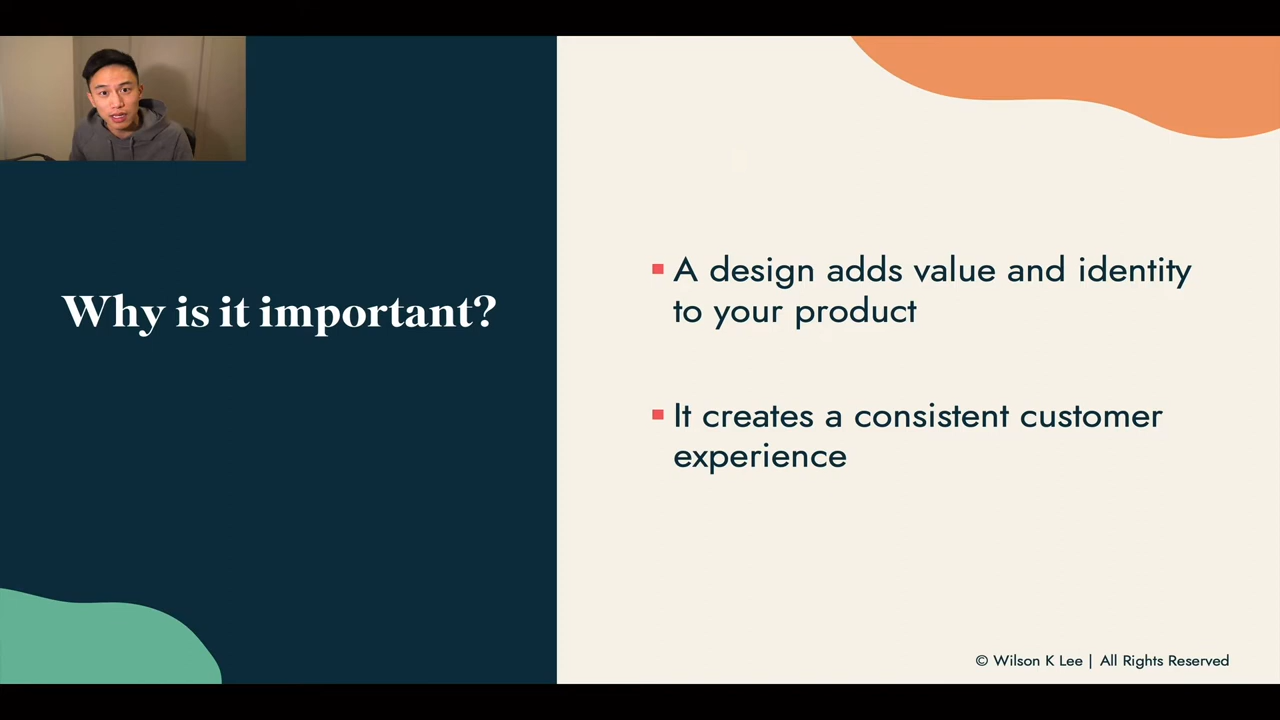 Why is it important?
A design adds value and identity
to your product
It creates a consistent customer
experience
© Wilson K Lee | All Rights Reserved